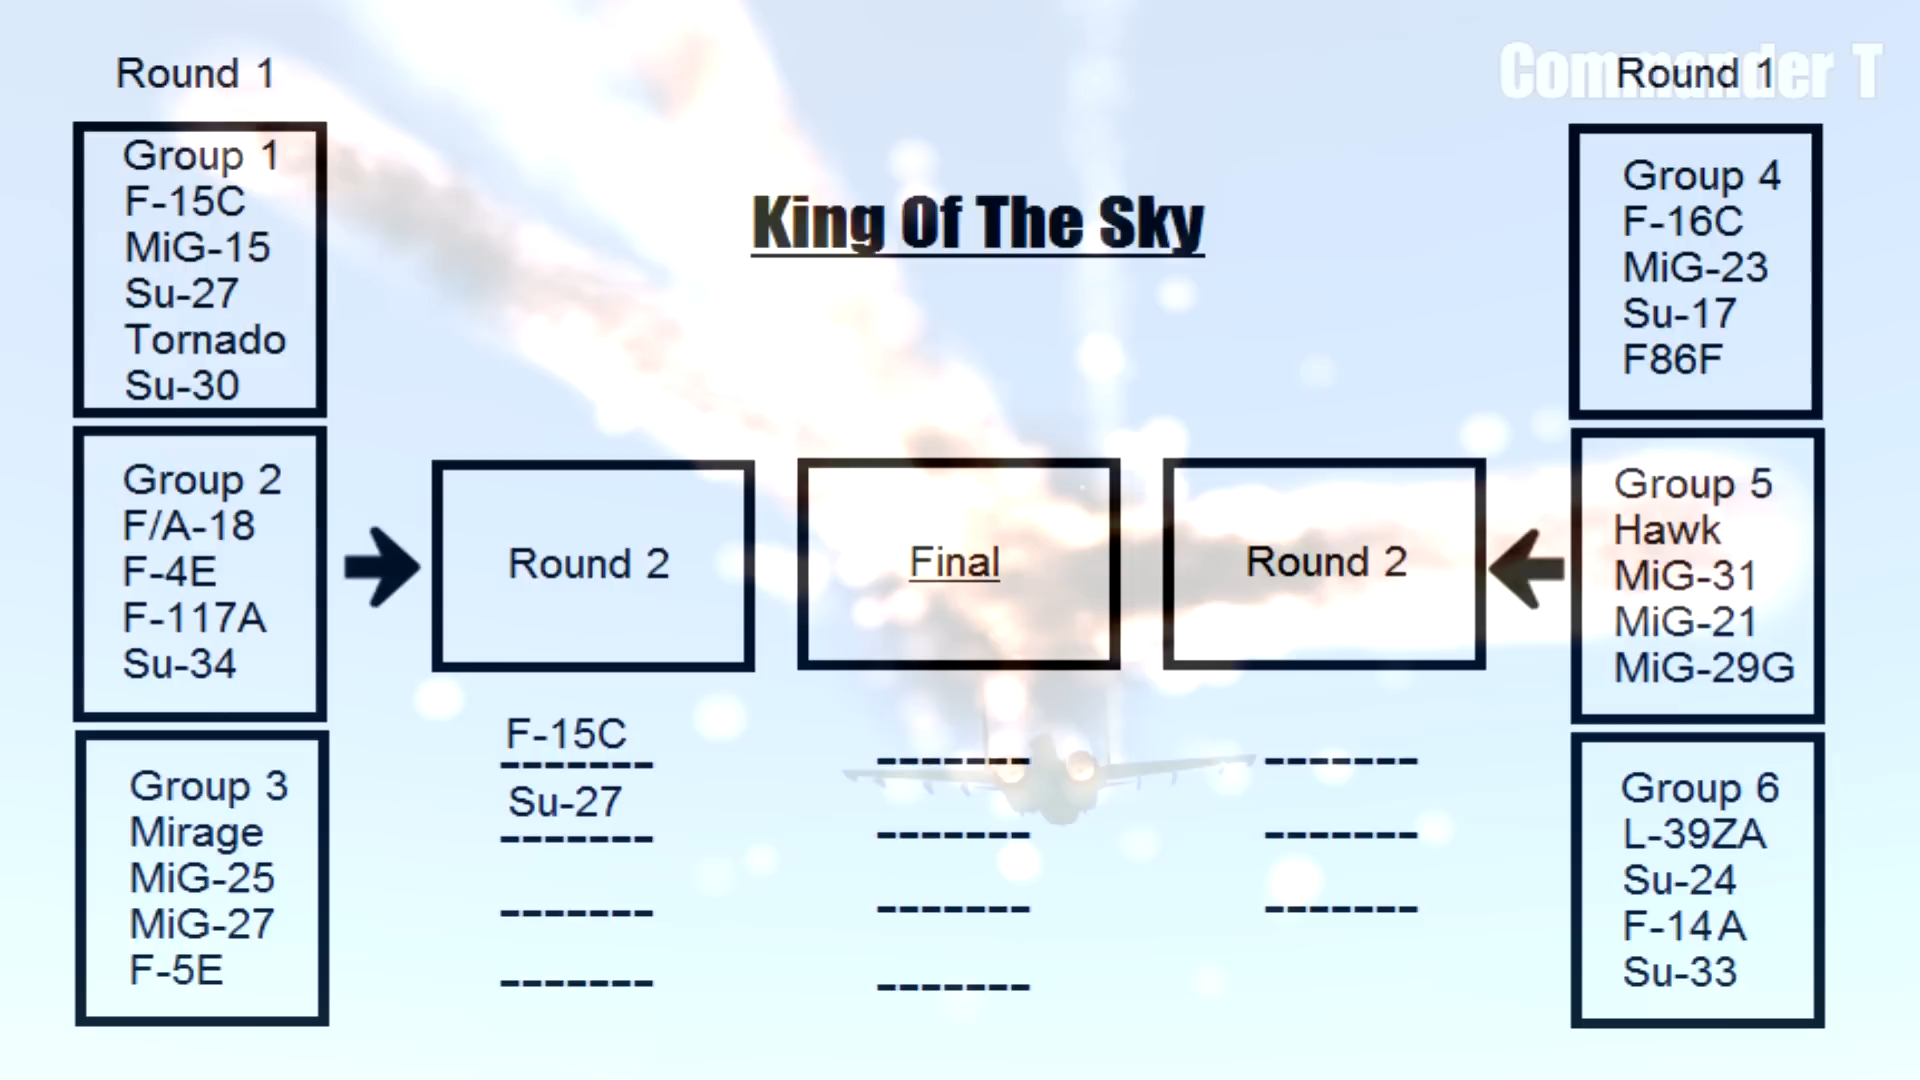 Commander T
King Of The Sky
Round 1
Group 1
F-15C
MiG-15
Su-27
Tornado
Su-30
Group 2
F/A-18
F-4E
F-117A
Su-34
Group 3
Mirage
MiG-25
MiG-27
F-5E
Round 2
F-15C
-------
Su-27
-------
-------
-------
Final
-------
-------
-------
-------
Round 2
-------
-------
-------
Round 1
Group 4
F-16C
MiG-23
Su-17
F86F
Group 5
Hawk
MiG-31
MiG-21
MiG-29G
Group 6
L-39ZA
Su-24
F-14A
Su-33